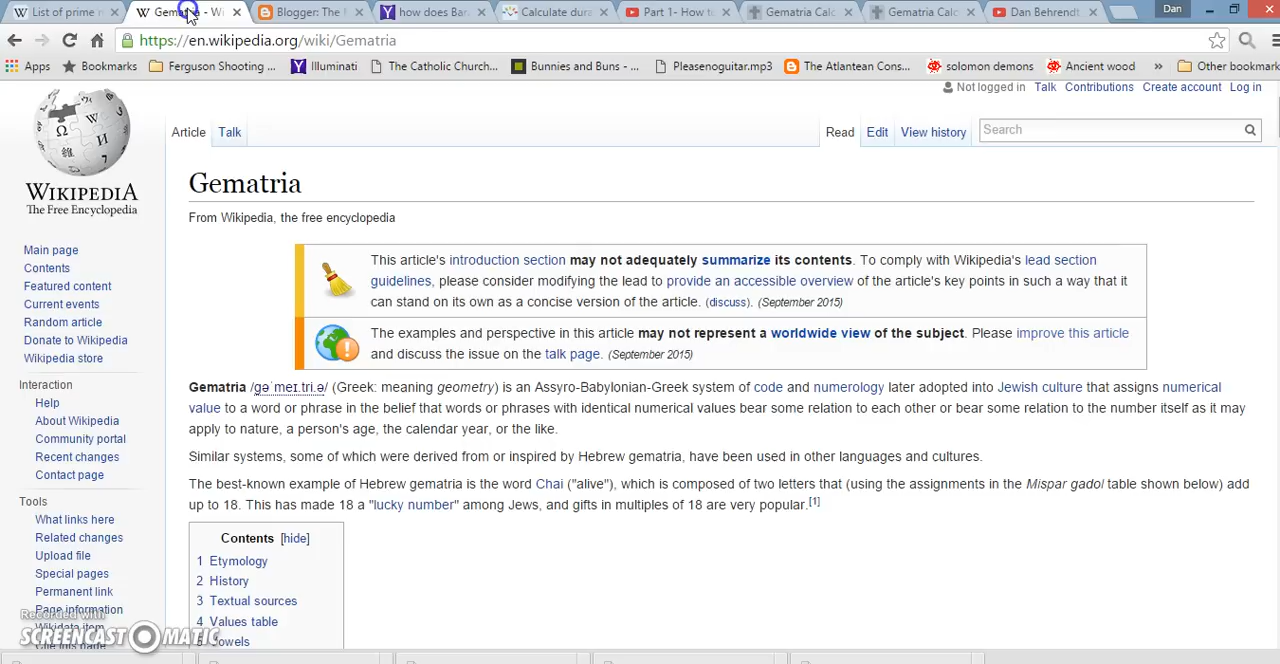 List of prime
Gematria - Wi
Blogger: The
how does Bar
Calculate dura
Part 1- How to
Gematria Calc
Gematria Calc
Dan Behrendt
Dan
https://en.wikipedia.org/wiki/Gematria
Apps
Bookmarks
Ferguson Shooting ...
Illuminati
The Catholic Church...
Bunnies and Buns - ...
Pleasenoguitar.mp3
The Atlantean Cons...
solomon demons
Ancient wood
»
Other bookmark
Not logged in Talk Contributions Create account Log in
Article Talk
Read Edit View history
Search
WIKIPEDIA
The Free Encyclopedia
Main page
Contents
Featured content
Current events
Random article
Donate to Wikipedia
Wikipedia store
Interaction
Help
About Wikipedia
Community portal
Recent changes
Contact page
Tools
What links here
Related changes
Upload file
Special pages
Permanent link
Page information
Wikidata item
Cite this page
Gematria
From Wikipedia, the free encyclopedia
This article's introduction section may not adequately summarize its contents. To comply with Wikipedia's lead section
guidelines, please consider modifying the lead to provide an accessible overview of the article's key points in such a way that it
can stand on its own as a concise version of the article. (discuss). (September 2015)
The examples and perspective in this article may not represent a worldwide view of the subject. Please improve this article
and discuss the issue on the talk page. (September 2015)
Gematria /ɡəˈmeɪ.tri.ə/ (Greek: meaning geometry) is an Assyro-Babylonian-Greek system of code and numerology later adopted into Jewish culture that assigns numerical
value to a word or phrase in the belief that words or phrases with identical numerical values bear some relation to each other or bear some relation to the number itself as it may
apply to nature, a person's age, the calendar year, or the like.
Similar systems, some of which were derived from or inspired by Hebrew gematria, have been used in other languages and cultures.
The best-known example of Hebrew gematria is the word Chai ("alive"), which is composed of two letters that (using the assignments in the Mispar gadol table shown below) add
up to 18. This has made 18 a "lucky number" among Jews, and gifts in multiples of 18 are very popular.[1]
Contents [hide]
1 Etymology
2 History
3 Textual sources
4 Values table
5 Vowels
Recorded with
SCREENCAST-O-MATIC